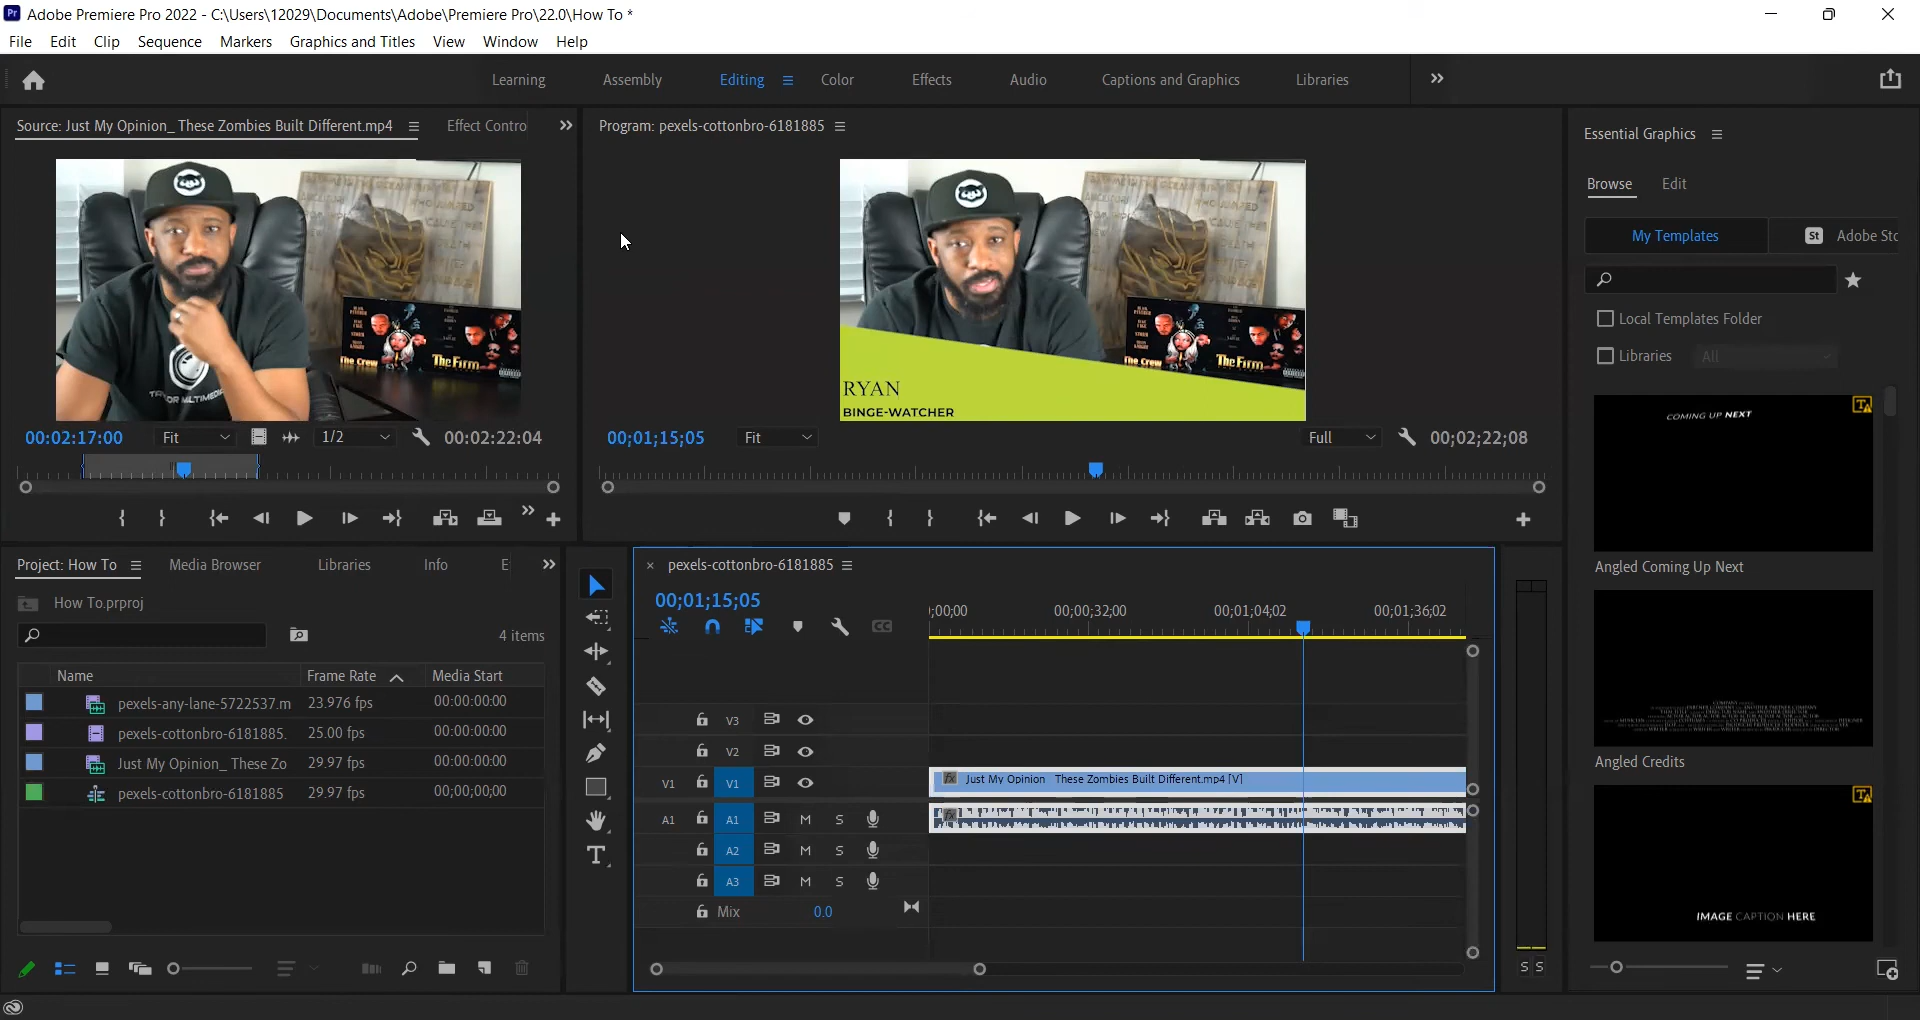 Pr Adobe Premiere Pro 2022 - C:\Users\12029\Documents\Adobe\Premiere Pro\22.0\How To *
File Edit Clip Sequence Markers Graphics and Titles View Window Help
Learning Assembly Editing Color Effects Audio Captions and Graphics Libraries
Source: Just My Opinion_ These Zombies Built Different.mp4 Effect Contro
Program: pexels-cottonbro-6181885
The Firm
RYAN
BINGE-WATCHER
00:02:17:00 Fit 1/2 00:02:22:04
00;01;15;05 Fit Full 00;02;22;08
Project: How To Media Browser Libraries Info E
How To.prproj
4 items
Name Frame Rate Media Start
pexels-any-lane-5722537.m 23.976 fps 00:00:00:00
pexels-cottonbro-6181885. 25.00 fps 00:00:00:00
Just My Opinion_ These Zo 29.97 fps 00:00:00:00
pexels-cottonbro-6181885 29.97 fps 00;00;00;00
pexels-cottonbro-6181885
00;01;15;05
;00;00 00;00;32;00 00;01;04;02 00;01;36;02
V3
V2
V1 V1 fx Just My Opinion_ These Zombies Built Different.mp4 [V]
A1 A1 M S fx
A2 M S
A3 M S
Mix 0.0
S S
Essential Graphics
Browse Edit
My Templates St Adobe Sto
Local Templates Folder
Libraries All
COMING UP NEXT
Angled Coming Up Next
Angled Credits
IMAGE CAPTION HERE